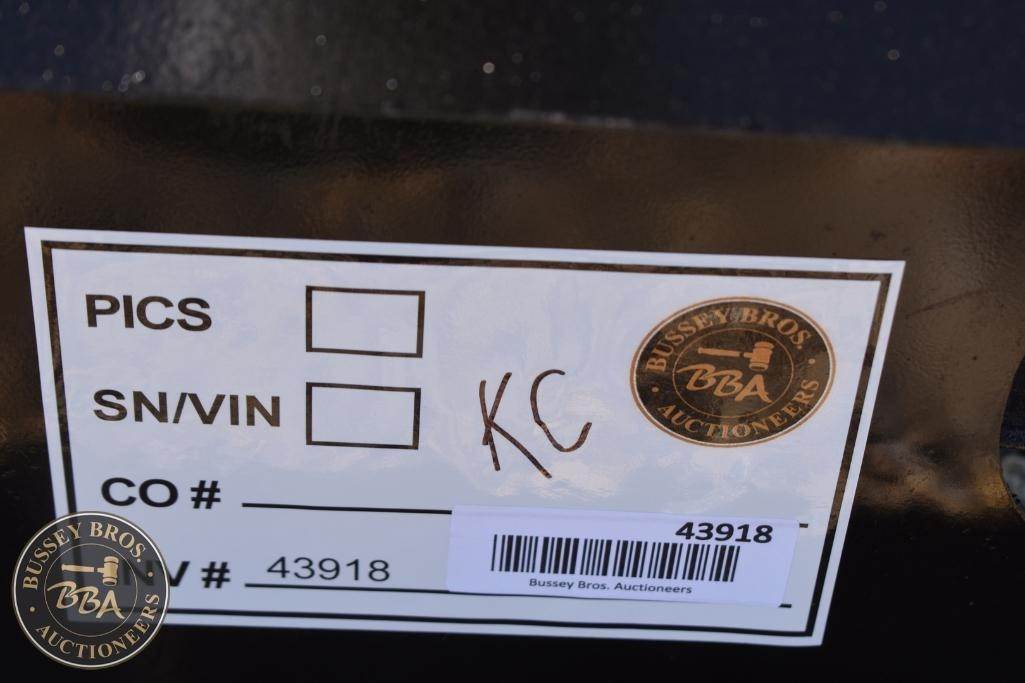 PICS
SN/VIN
KC
BUSSEY BROS.
BBA
AUCTIONEERS
CO #
43918
Bussey Bros. Auctioneers
INV # 43918
BUSSEY BROS.
BBA
AUCTIONEERS